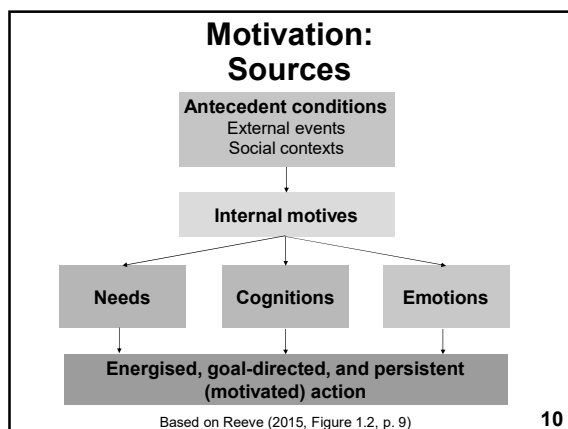 Motivation:
Sources
Antecedent conditions
External events
Social contexts
Internal motives
Needs
Cognitions
Emotions
Energised, goal-directed, and persistent
(motivated) action
Based on Reeve (2015, Figure 1.2, p. 9)
10